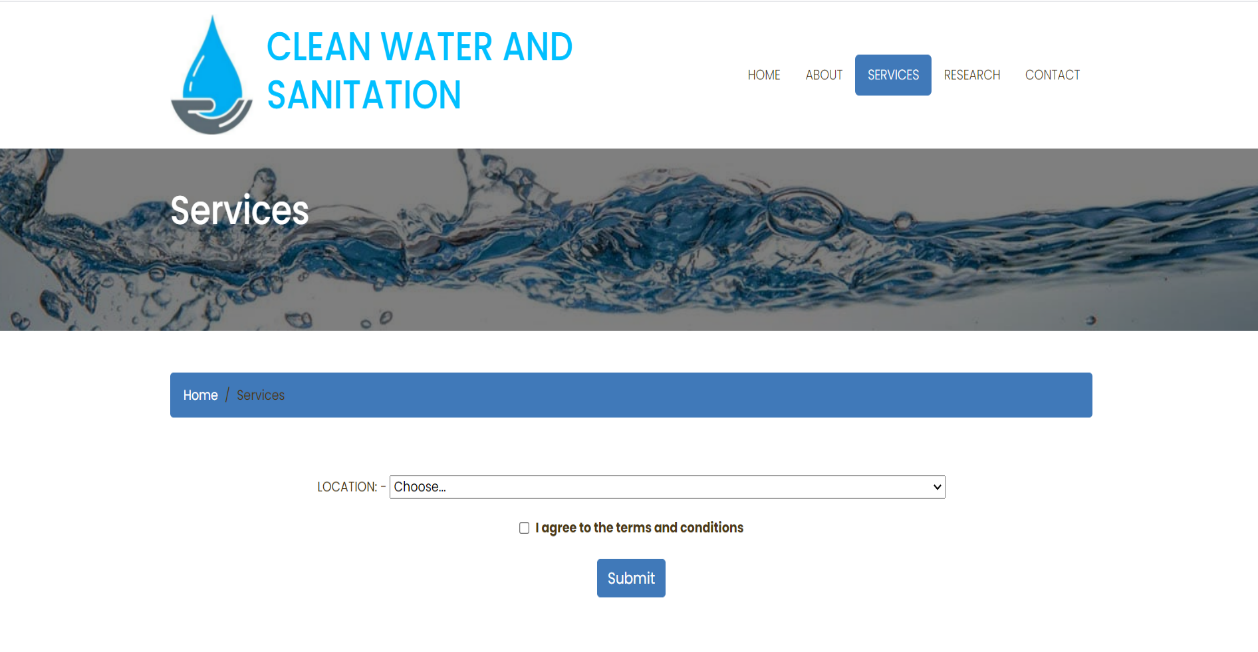 CLEAN WATER AND
SANITATION
HOME ABOUT SERVICES RESEARCH CONTACT
Services
Home / Services
LOCATION: - Choose...
I agree to the terms and conditions
Submit